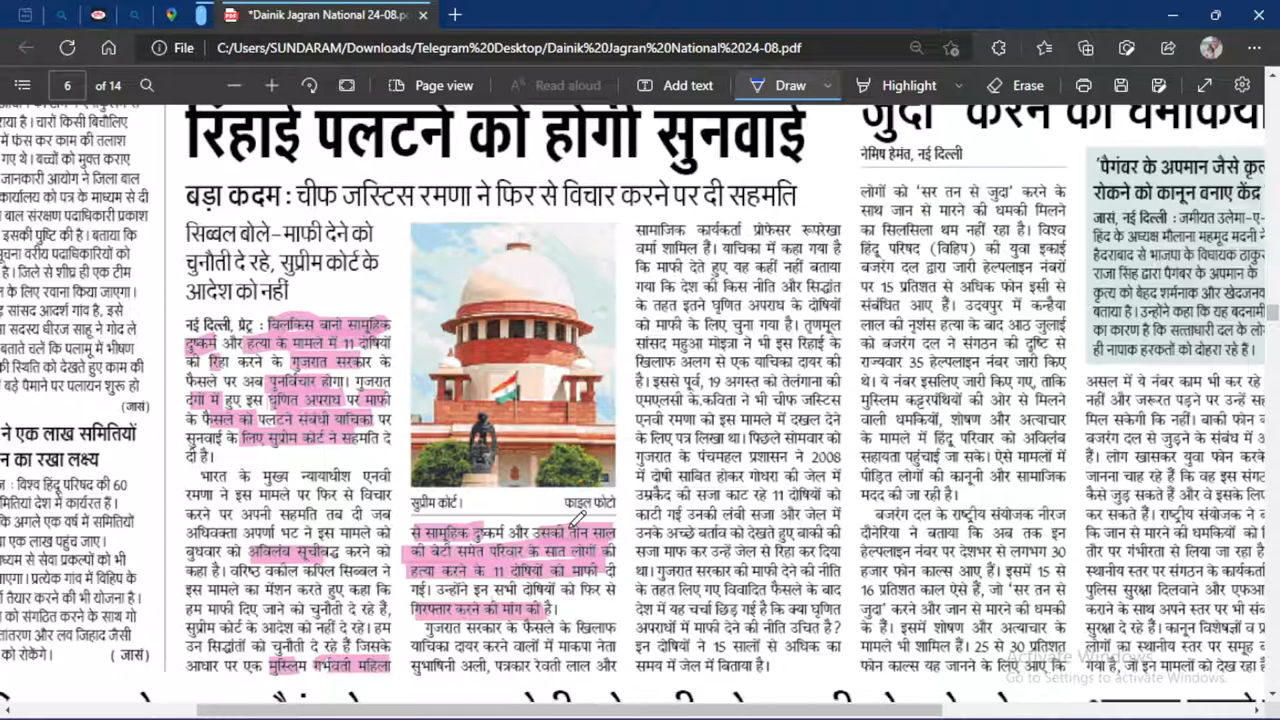 *Dainik Jagran National 24-08.pc
File
C:/Users/SUNDARAM/Downloads/Telegram%20Desktop/Dainik%20Jagran%20National%2024-08.pdf
6 of 14
Page view
Read aloud
Add text
Draw
Highlight
Erase
राया है। चारों किसी बिचौलिए
में फंस कर काम की तलाश
गए थे। बच्चों को मुक्त कराए
जानकारी आयोग ने जिला बाल
कार्यालय को पत्र के माध्यम से दी
बाल संरक्षण पदाधिकारी प्रकाश
इसकी पुष्टि की है। बताया कि
सूचना वरीय पदाधिकारियों को
है। जिले से शीघ्र ही एक टीम
के लिए रवाना किया जाएगा।
सांसद आदर्श गांव है, इसे
सदस्य धीरज साहू ने गोद ले
बताते चलें कि पलामू में भीषण
की स्थिति को देखते हुए काम की
बड़े पैमाने पर पलायन शुरू हो
(जासं)
ने एक लाख समितियों
न का रखा लक्ष्य
: विश्व हिंदू परिषद की 60
समितियां देश में कार्यरत हैं।
कि अगले एक वर्ष में समितियों
एक लाख पहुंच जाए।
माध्यम से सेवा प्रकल्पों को भी
जाएगा। प्रत्येक गांव में विहिप के
तैयार करने की भी योजना है।
को संगठित करने के साथ गो
मतांतरण और लव जिहाद जैसी
को रोकेंगे। (जासं)
रिहाई पलटने को होगी सुनवाई
बड़ा कदम : चीफ जस्टिस रमणा ने फिर से विचार करने पर दी सहमति
सिब्बल बोले-माफी देने को
चुनौती दे रहे, सुप्रीम कोर्ट के
आदेश को नहीं
नई दिल्ली, प्रेट्र : बिलकिस बानो सामूहिक
दुष्कर्म और हत्या के मामले में 11 दोषियों
को रिहा करने के गुजरात सरकार के
फैसले पर अब पुनर्विचार होगा। गुजरात
दंगों में हुए इस घृणित अपराध पर माफी
के फैसले को पलटने संबंधी याचिका पर
सुनवाई के लिए सुप्रीम कोर्ट ने सहमति दे
दी है।
भारत के मुख्य न्यायाधीश एनवी
रमणा ने इस मामले पर फिर से विचार
करने पर अपनी सहमति तब दी जब
अधिवक्ता अपर्णा भट ने इस मामले को
बुधवार को अविलंब सूचीबद्ध करने को
कहा है। वरिष्ठ वकील कपिल सिब्बल ने
इस मामले का मेंशन करते हुए कहा कि
हम माफी दिए जाने को चुनौती दे रहे हैं,
सुप्रीम कोर्ट के आदेश को नहीं दे रहे। हम
उन सिद्धांतों को चुनौती दे रहे हैं जिसके
आधार पर एक मुस्लिम गर्भवती महिला
सुप्रीम कोर्ट। फाइल फोटो
से सामूहिक दुष्कर्म और उसकी तीन साल
की बेटी समेत परिवार के सात लोगों की
हत्या करने के 11 दोषियों को माफी दी
गई। उन्होंने इन सभी दोषियों को फिर से
गिरफ्तार करने की मांग की है।
गुजरात सरकार के फैसले के खिलाफ
याचिका दायर करने वालों में माकपा नेता
सुभाषिनी अली, पत्रकार रेवती लाल और
सामाजिक कार्यकर्ता प्रोफेसर रूपरेखा
वर्मा शामिल हैं। याचिका में कहा गया है
कि माफी देते हुए यह कहीं नहीं बताया
गया कि देश की किस नीति और सिद्धांत
के तहत इतने घृणित अपराध के दोषियों
को माफी के लिए चुना गया है। तृणमूल
सांसद महुआ मोइत्रा ने भी इस रिहाई के
खिलाफ अलग से एक याचिका दायर की
है। इससे पूर्व, 19 अगस्त को तेलंगाना की
एमएलसी के.कविता ने भी चीफ जस्टिस
एनवी रमणा को इस मामले में दखल देने
के लिए पत्र लिखा था। पिछले सोमवार को
गुजरात के पंचमहल प्रशासन ने 2008
में दोषी साबित होकर गोधरा की जेल में
उम्रकैद की सजा काट रहे 11 दोषियों को
काटी गई उनकी लंबी सजा और जेल में
उनके अच्छे बर्ताव को देखते हुए बाकी की
सजा माफ कर उन्हें जेल से रिहा कर दिया
था। गुजरात सरकार की माफी देने की नीति
के तहत लिए गए विवादित फैसले के बाद
देश में यह चर्चा छिड़ गई है कि क्या घृणित
अपराधों में माफी देने की नीति उचित है?
इन दोषियों ने 15 सालों से अधिक का
समय में जेल में बिताया है।
जुदा' करने की धमकियां
नेमिष हेमंत, नई दिल्ली
लोगों को 'सर तन से जुदा' करने के
साथ जान से मारने की धमकी मिलने
का सिलसिला थम नहीं रहा है। विश्व
हिंदू परिषद (विहिप) की युवा इकाई
बजरंग दल द्वारा जारी हेल्पलाइन नंबरों
पर 15 प्रतिशत से अधिक फोन इसी से
संबंधित आए हैं। उदयपुर में कन्हैया
लाल की नृशंस हत्या के बाद आठ जुलाई
को बजरंग दल ने संगठन की दृष्टि से
राज्यवार 35 हेल्पलाइन नंबर जारी किए
थे। ये नंबर इसलिए जारी किए गए, ताकि
मुस्लिम कट्टरपंथियों की ओर से मिलने
वाली धमकियों, शोषण और अत्याचार
के मामले में हिंदू परिवार को अविलंब
सहायता पहुंचाई जा सके। ऐसे मामलों में
पीड़ित लोगों की कानूनी और सामाजिक
मदद की जा रही है।
बजरंग दल के राष्ट्रीय संयोजक नीरज
दौनेरिया ने बताया कि अब तक इन
हेल्पलाइन नंबर पर देशभर से लगभग 30
हजार फोन काल्स आए हैं। इसमें 15 से
16 प्रतिशत काल ऐसे हैं, जो 'सर तन से
जुदा' करने और जान से मारने की धमकी
के हैं। इसमें शोषण और अत्याचार के
मामले भी शामिल हैं। 25 से 30 प्रतिशत
फोन काल्स यह जानने के लिए आए कि
'पैगंबर के अपमान जैसे कृत्
रोकने को कानून बनाए केंद्र
जासं, नई दिल्ली : जमीयत उलेमा-ए-
हिंद के अध्यक्ष मौलाना महमूद मदनी ने
हैदराबाद से भाजपा के विधायक ठाकुर
राजा सिंह द्वारा पैगंबर के अपमान के
कृत्य को बेहद शर्मनाक और खेदजनक
बताया है। उन्होंने कहा कि यह बदनामी
का कारण है कि सत्ताधारी दल के लोग
ही नापाक हरकतों को दोहरा रहे हैं।
असल में ये नंबर काम भी कर रहे
नहीं और जरूरत पड़ने पर उन्हें सह
मिल सकेगी कि नहीं। बाकी फोन क
बजरंग दल से जुड़ने के संबंध में अ
हैं। लोग खासकर युवा फोन करके
जानना चाह रहे हैं कि वह इस संगठ
कैसे जुड़ सकते हैं और वे इसके लिए
कर सकते हैं। राष्ट्रीय संयोजक ने क
कि जान से मारने की धमकियों को
तौर पर गंभीरता से लिया जा रहा है
स्थानीय स्तर पर संगठन के कार्यकर्ता
पुलिस सुरक्षा दिलवाने और एफआ
कराने के साथ अपने स्तर पर भी संब
सुरक्षा दे रहे हैं। कानून विशेषज्ञों व प्र
लोगों का स्थानीय स्तर पर समूह ब
गया है, जो इन मामलों को देख रहा है
Activate Windows
Go to Settings to activate Windows.